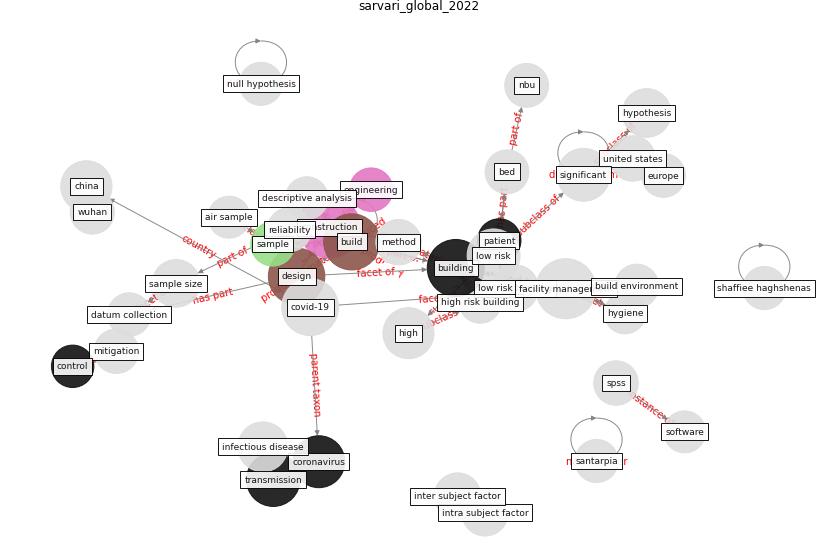 sarvari_global_2022
null hypothesis
nbu
hypothesis
part of
united states
bed
significant
europe
china
engineering
descriptive analysis
wuhan
air sample
subclass of
reliability
build
method
sample
patient
country
low risk
part of
building
design
facet of
sample size
low risk
build environment
shaffiee haghshenas
has part
high risk building
covid-19
datum collection
hygiene
high
mitigation
control
parent taxon
spss
software
infectious disease
santarpia
coronavirus
transmission
inter subject factor
intra subject factor